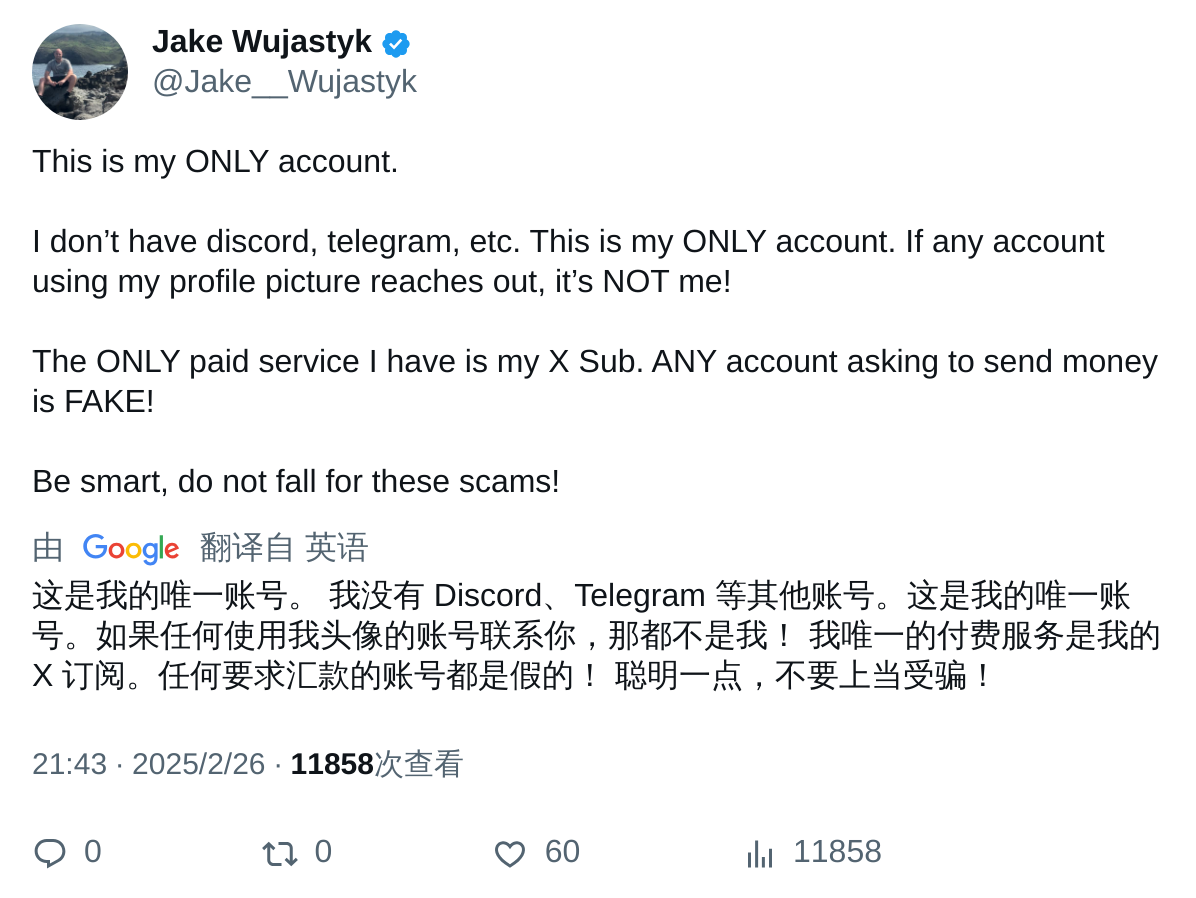 Jake Wujastyk
@Jake__Wujastyk
This is my ONLY account.
I don’t have discord, telegram, etc. This is my ONLY account. If any account
using my profile picture reaches out, it’s NOT me!
The ONLY paid service I have is my X Sub. ANY account asking to send money
is FAKE!
Be smart, do not fall for these scams!
由 Google 翻译自 英语
这是我的唯一账号。 我没有 Discord、Telegram 等其他账号。这是我的唯一账
号。如果任何使用我头像的账号联系你，那都不是我！ 我唯一的付费服务是我的
X 订阅。任何要求汇款的账号都是假的！ 聪明一点，不要上当受骗！
21:43 · 2025/2/26 · 11858次查看
0 0 60 11858